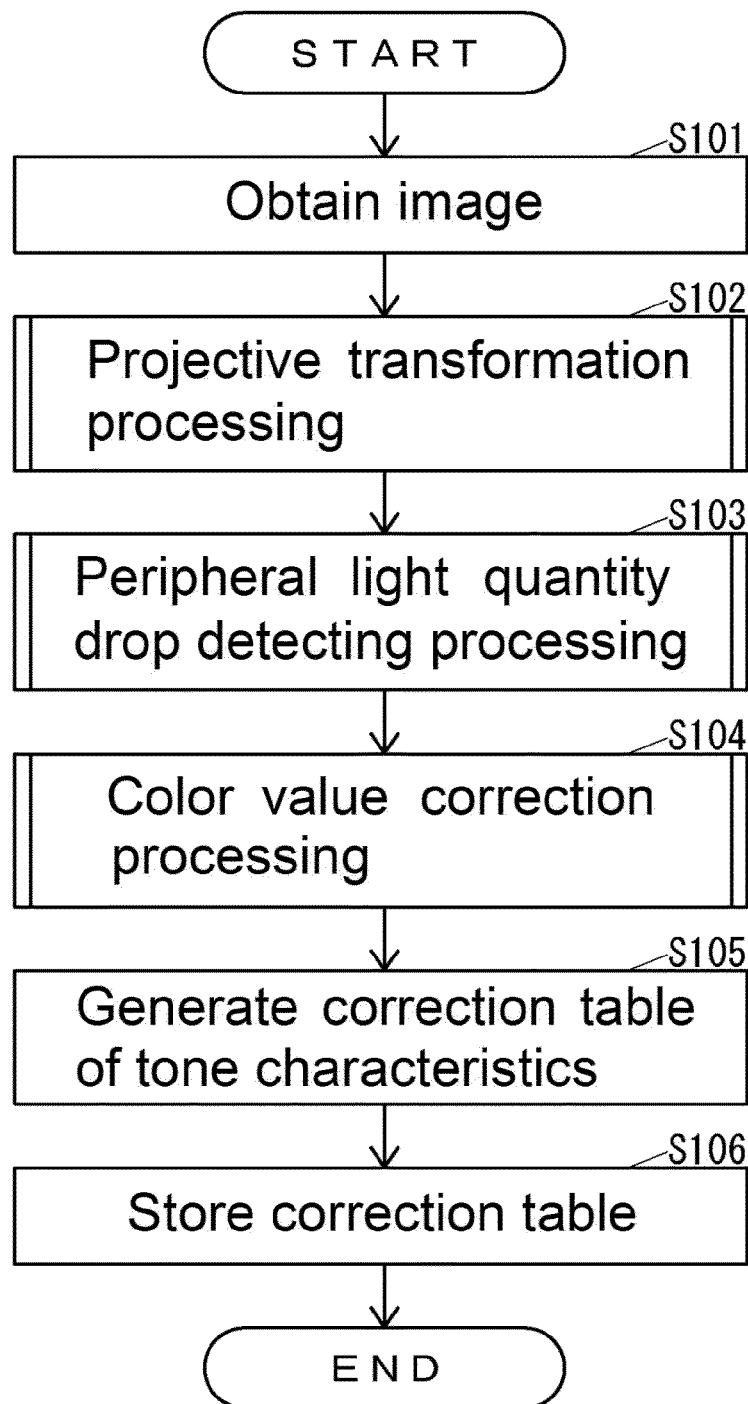 START
S101
Obtain image
S102
Projective transformation
processing
S103
Peripheral light quantity
drop detecting processing
S104
Color value correction
processing
S105
Generate correction table
of tone characteristics
S106
Store correction table
END